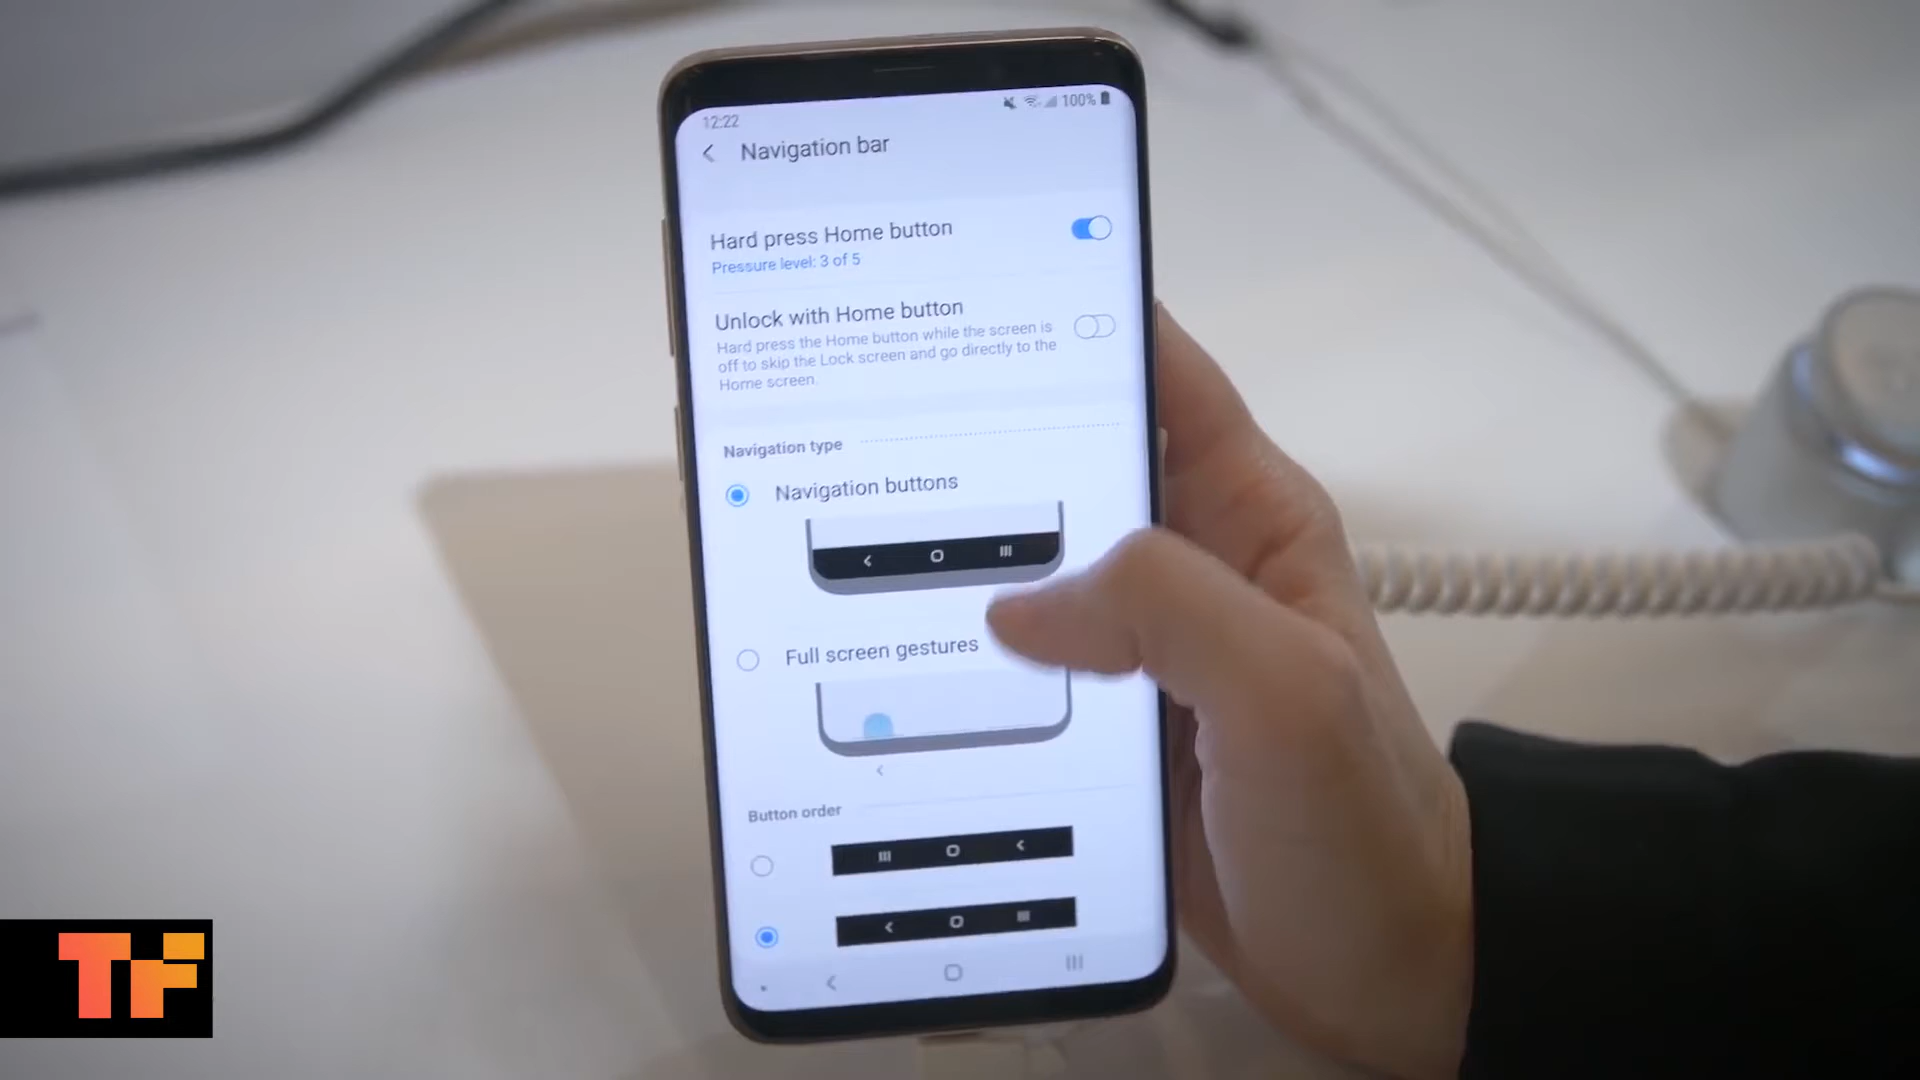 12:22
100%
Navigation bar
Hard press Home button
Pressure level: 3 of 5
Unlock with Home button
Hard press the Home button while the screen is
off to skip the Lock screen and go directly to the
Home screen.
Navigation type
Navigation buttons
Full screen gestures
Button order
TF